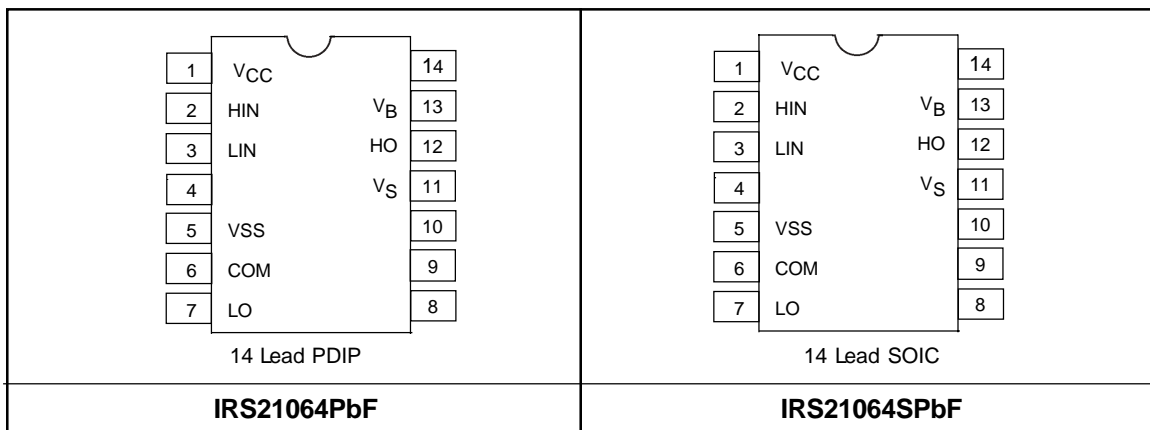 1 VCC 14
2 HIN VB 13
3 LIN HO 12
4 VS 11
5 VSS 10
6 COM 9
7 LO 8
14 Lead PDIP
IRS21064PbF
1 VCC 14
2 HIN VB 13
3 LIN HO 12
4 VS 11
5 VSS 10
6 COM 9
7 LO 8
14 Lead SOIC
IRS21064SPbF